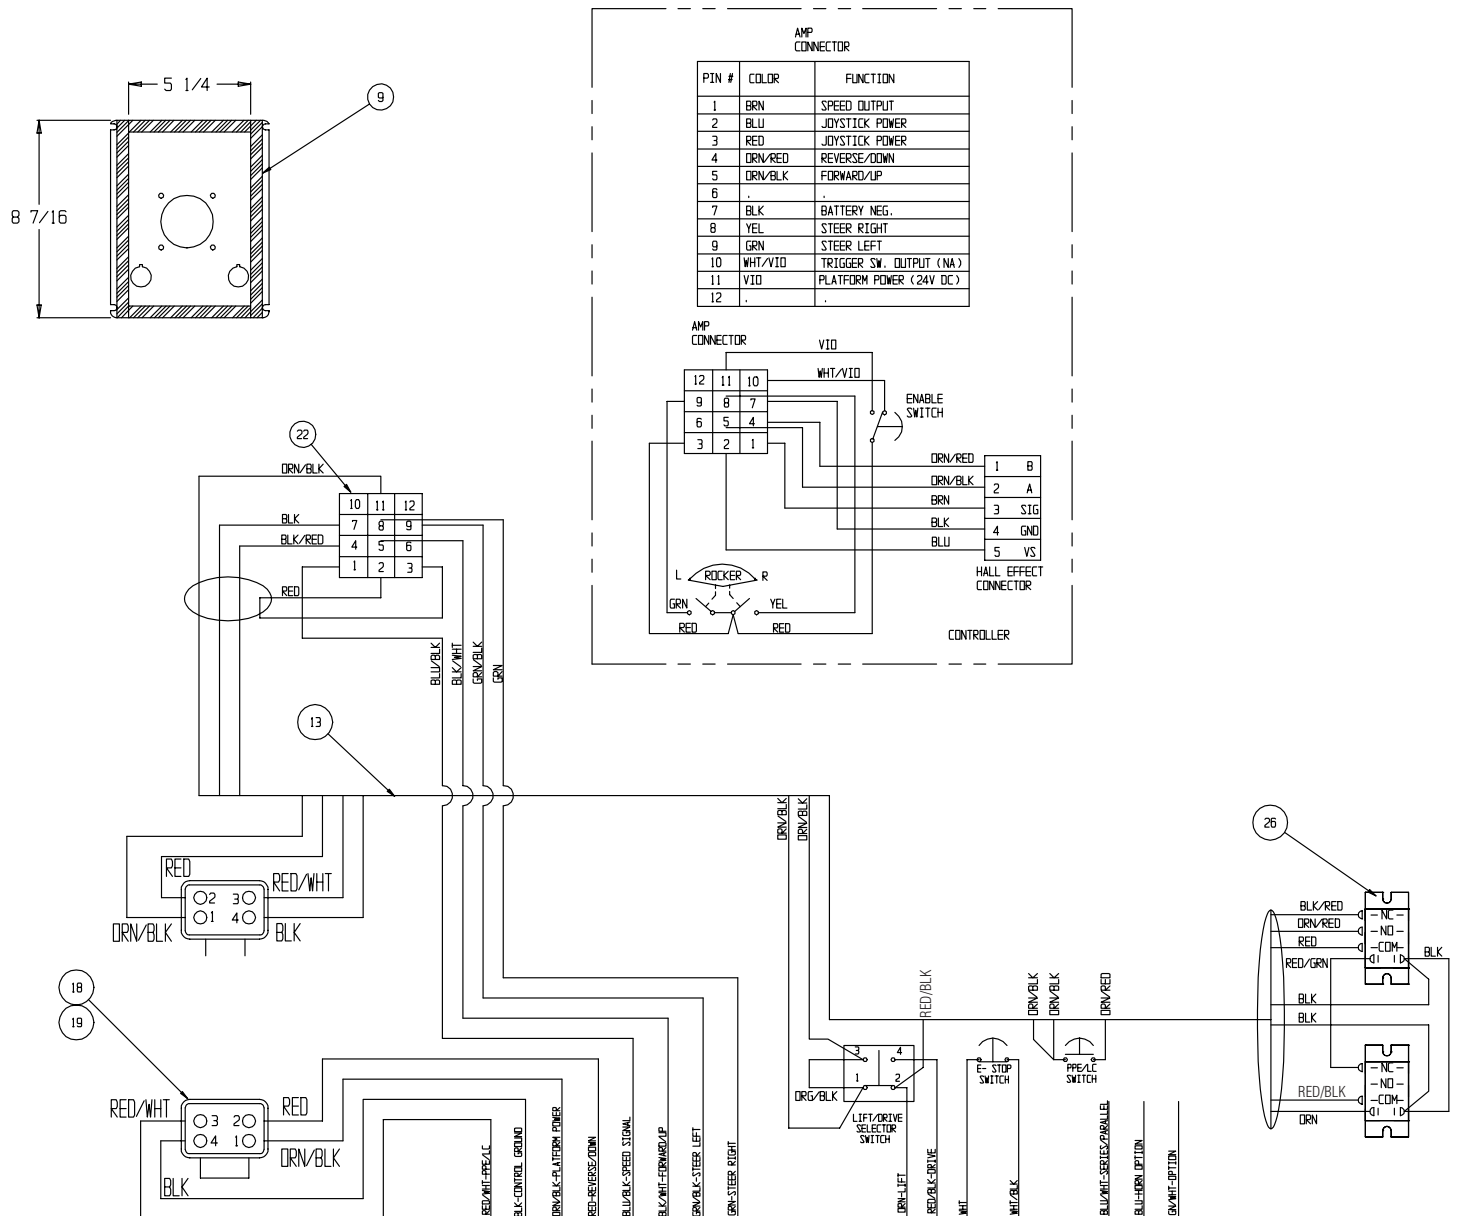 AMP
CONNECTOR
PIN # COLOR FUNCTION
1 BRN SPEED OUTPUT
2 BLU JOYSTICK POWER
3 RED JOYSTICK POWER
4 ORN/RED REVERSE/DOWN
5 ORN/BLK FORWARD/UP
6 . .
7 BLK BATTERY NEG.
8 YEL STEER RIGHT
9 GRN STEER LEFT
10 WHT/VIO TRIGGER SW. OUTPUT (NA)
11 VIO PLATFORM POWER (24V DC)
12 . .
5 1/4
9
8 7/16
AMP
CONNECTOR
VIO
WHT/VIO
12 11 10
9 8 7
6 5 4
3 2 1
ENABLE
SWITCH
ORN/RED
ORN/BLK
BRN
BLK
BLU
1 B
2 A
3 SIG
4 GND
5 VS
HALL EFFECT
CONNECTOR
L ROCKER R
GRN
YEL
RED
RED
CONTROLLER
22
ORN/BLK
BLK
BLK/RED
RED
10 11 12
7 8 9
4 5 6
1 2 3
BLU/BLK
BLK/WHT
GRN/BLK
GRN
13
RED
RED/WHT
2 3
1 4
ORN/BLK
BLK
18
19
RED/WHT
RED
3 2
4 1
ORN/BLK
BLK
RED/WHT-PPE/LC
BLK-CONTROL GROUND
ORN/BLK-PLATFORM POWER
RED-REVERSE/DOWN
BLU/BLK-SPEED SIGNAL
BLK/WHT-FORWARD/UP
GRN/BLK-STEER LEFT
GRN-STEER RIGHT
ORN/BLK
ORN/BLK
RED/BLK
3 4
1 2
ORG/BLK
LIFT/DRIVE
SELECTOR
SWITCH
ORN-LIFT
RED/BLK-DRIVE
E- STOP
SWITCH
WHT
WHT/BLK
ORN/BLK
ORN/BLK
ORN/RED
PPE/LC
SWITCH
BLU/WHT-SERIES/PARALLEL
BLU-HORN OPTION
GN/WHT-OPTION
26
BLK/RED
ORN/RED
RED
RED/GRN
BLK
BLK
BLK
RED/BLK
ORN
NC
NO
COM
NC
NO
COM